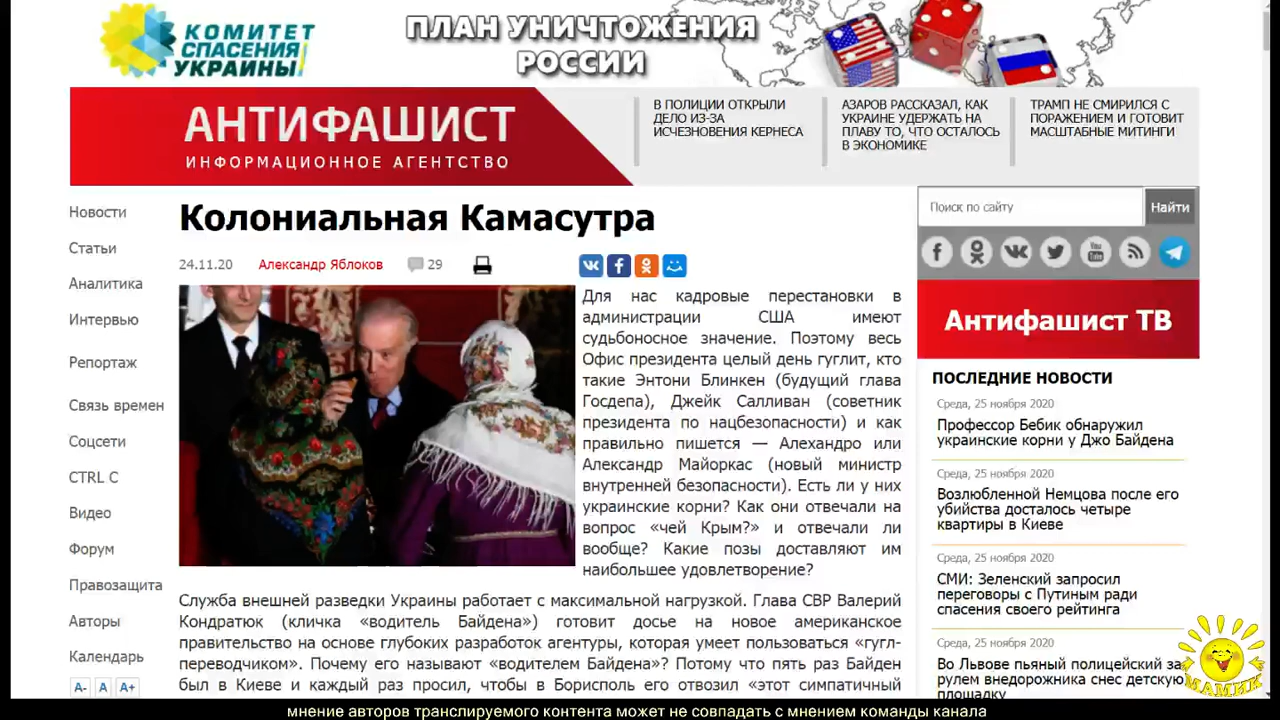 КОМИТЕТ
СПАСЕНИЯ
УКРАИНЫ
ПЛАН УНИЧТОЖЕНИЯ
РОССИИ
АНТИФАШИСТ
ИНФОРМАЦИОННОЕ АГЕНТСТВО
В ПОЛИЦИИ ОТКРЫЛИ
ДЕЛО ИЗ-ЗА
ИСЧЕЗНОВЕНИЯ КЕРНЕСА
АЗАРОВ РАССКАЗАЛ, КАК
УКРАИНЕ УДЕРЖАТЬ НА
ПЛАВУ ТО, ЧТО ОСТАЛОСЬ
В ЭКОНОМИКЕ
ТРАМП НЕ СМИРИЛСЯ С
ПОРАЖЕНИЕМ И ГОТОВИТ
МАСШТАБНЫЕ МИТИНГИ
Новости
Статьи
Аналитика
Интервью
Репортаж
Связь времен
Соцсети
CTRL C
Видео
Форум
Правозащита
Авторы
Календарь
A- A A+
Колониальная Камасутра
24.11.20 Александр Яблоков 29
Для нас кадровые перестановки в
администрации США имеют
судьбоносное значение. Поэтому весь
Офис президента целый день гуглит, кто
такие Энтони Блинкен (будущий глава
Госдепа), Джейк Салливан (советник
президента по нацбезопасности) и как
правильно пишется — Алехандро или
Александр Майоркас (новый министр
внутренней безопасности). Есть ли у них
украинские корни? Как они отвечали на
вопрос «чей Крым?» и отвечали ли
вообще? Какие позы доставляют им
наибольшее удовлетворение?
Служба внешней разведки Украины работает с максимальной нагрузкой. Глава СВР Валерий
Кондратюк (кличка «водитель Байдена») готовит досье на новое американское
правительство на основе глубоких разработок агентуры, которая умеет пользоваться «гугл-
переводчиком». Почему его называют «водителем Байдена»? Потому что пять раз Байден
был в Киеве и каждый раз просил, чтобы в Борисполь его отвозил «этот симпатичный
Поиск по сайту
Найти
You
Tube
Антифашист ТВ
ПОСЛЕДНИЕ НОВОСТИ
Среда, 25 ноября 2020
Профессор Бебик обнаружил
украинские корни у Джо Байдена
Среда, 25 ноября 2020
Возлюбленной Немцова после его
убийства досталось четыре
квартиры в Киеве
Среда, 25 ноября 2020
СМИ: Зеленский запросил
переговоры с Путиным ради
спасения своего рейтинга
Среда, 25 ноября 2020
Во Львове пьяный полицейский за
рулем внедорожника снес детскую
площадку
МАМИК
мнение авторов транслируемого контента может не совпадать с мнением команды канала